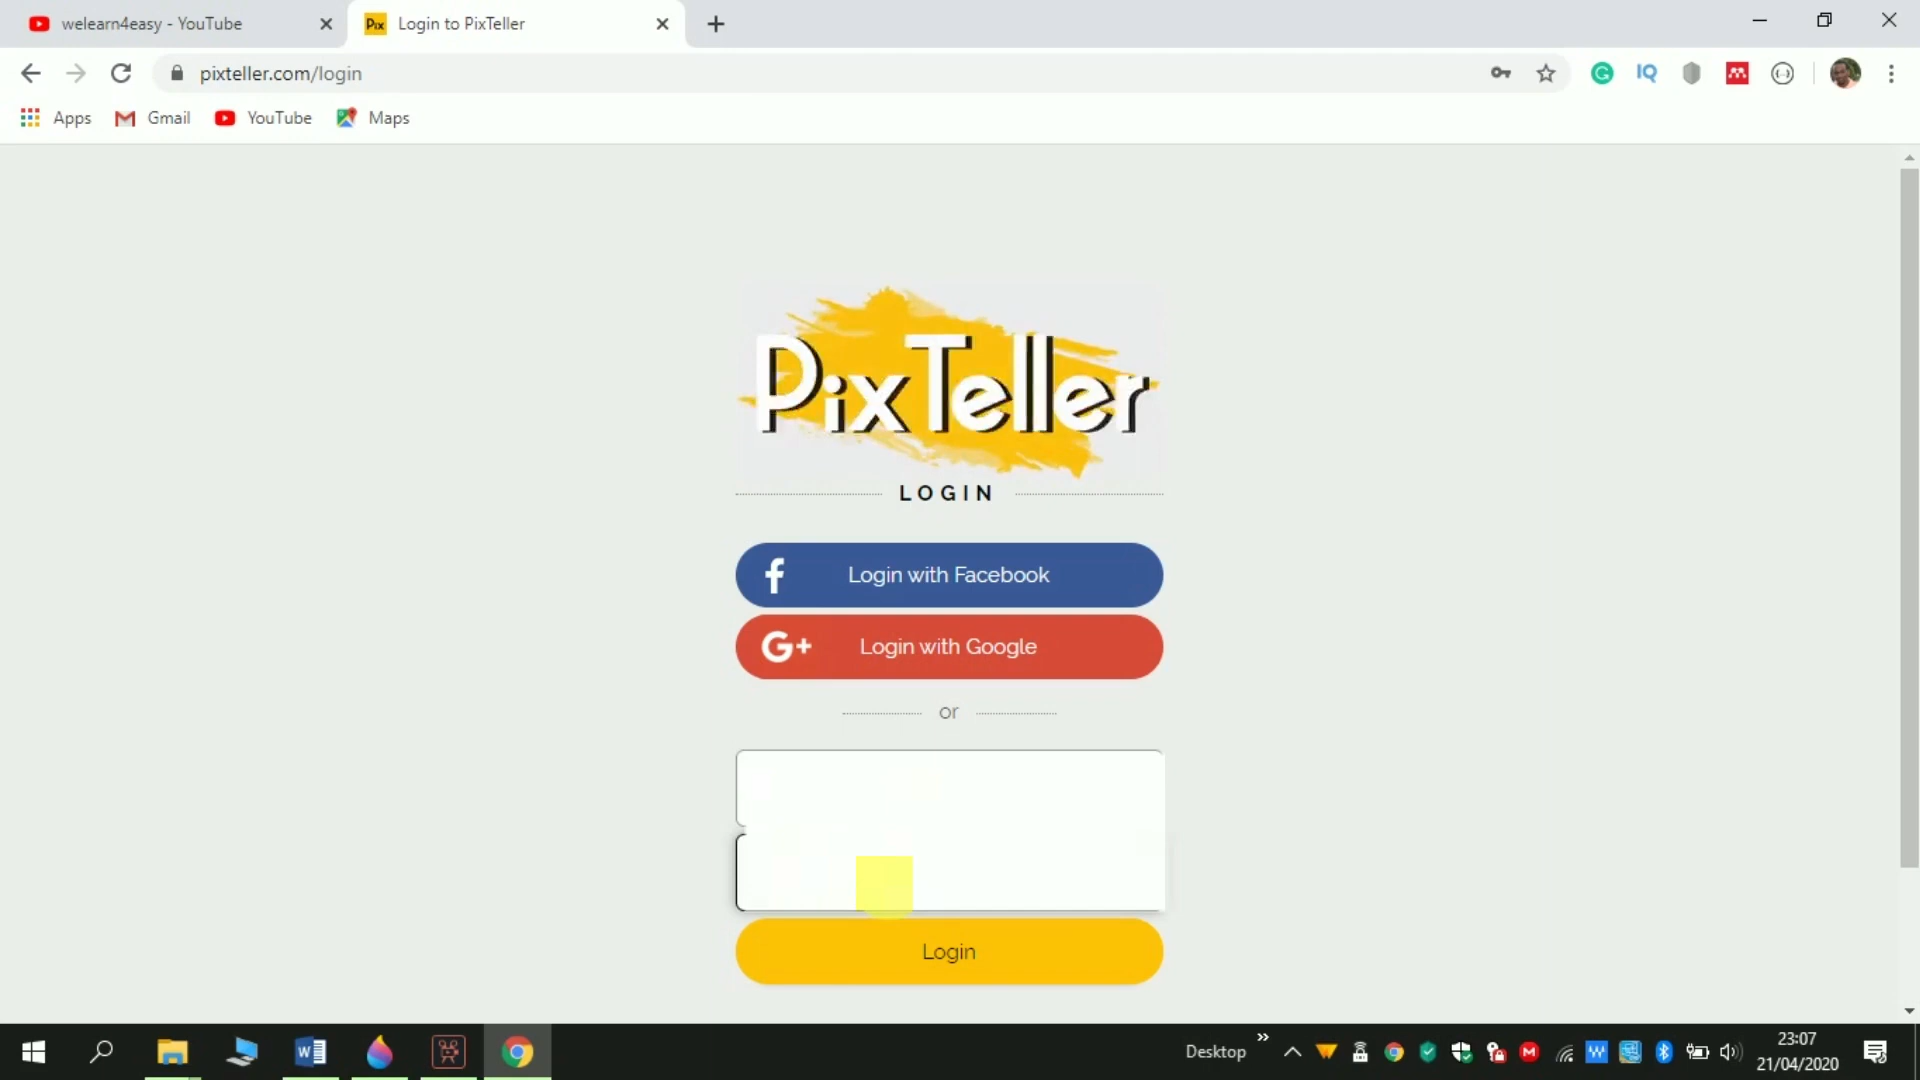 welearn4easy - YouTube
Login to PixTeller
pixteller.com/login
Apps
Gmail
YouTube
Maps
PixTeller
LOGIN
Login with Facebook
G+ Login with Google
or
Login
Desktop
23:07
21/04/2020